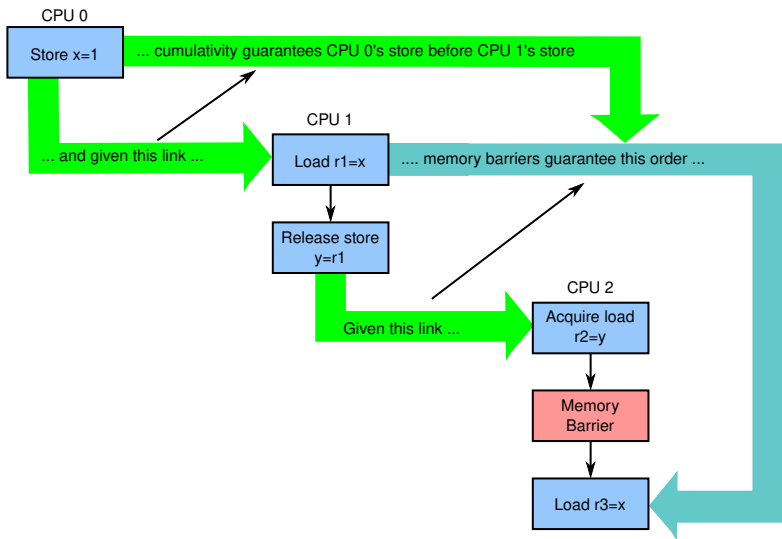 CPU 0
Store x=1
... cumulativity guarantees CPU 0's store before CPU 1's store
CPU 1
... and given this link ...
Load r1=x
.... memory barriers guarantee this order ...
Release store
y=r1
CPU 2
Given this link ...
Acquire load
r2=y
Memory
Barrier
Load r3=x